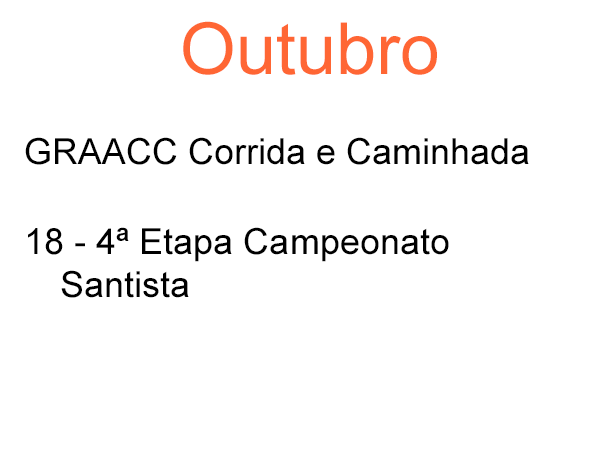 Outubro
GRAACC Corrida e Caminhada
18 - 4ª Etapa Campeonato
Santista